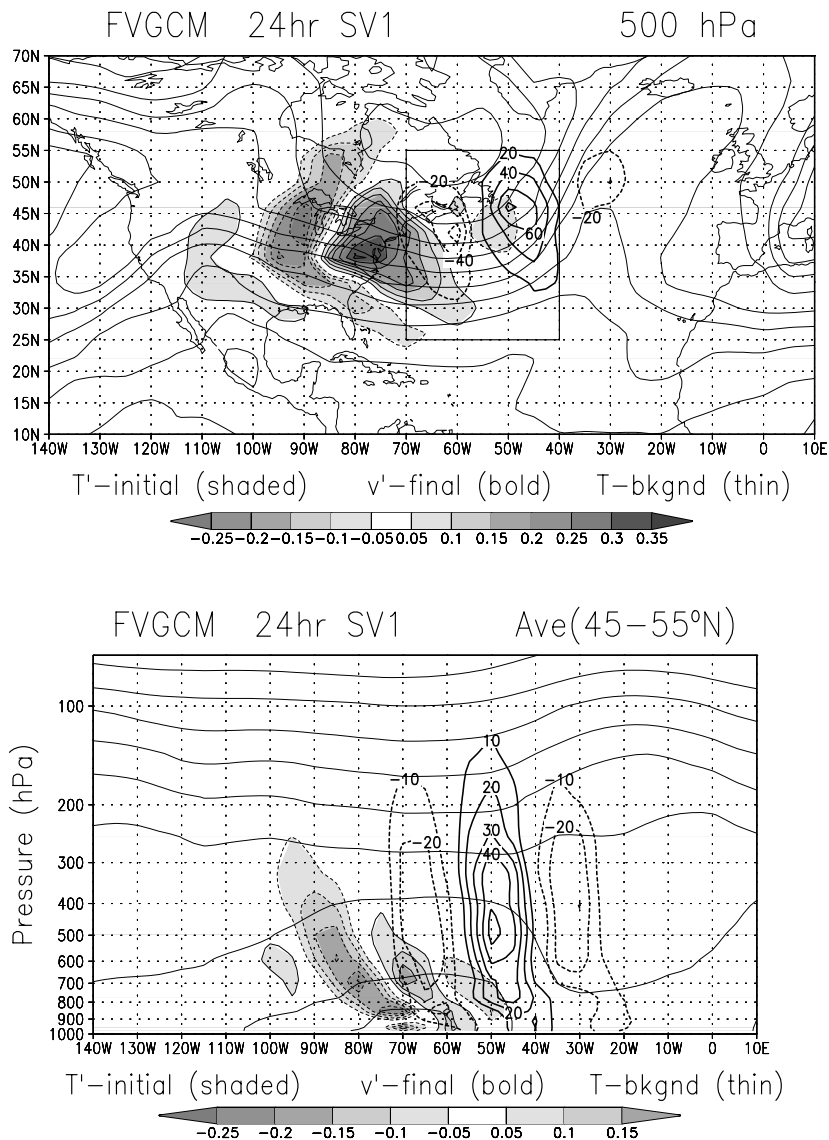 FVGCM 24hr SV1 500 hPa
70N
65N
60N
55N
50N
45N
40N
35N
30N
25N
20N
15N
10N
20
40
-20
60
-20
-40
140W 130W 120W 110W 100W 90W 80W 70W 60W 50W 40W 30W 20W 10W 0 10E
T'-initial (shaded) v'-final (bold) T-bkgnd (thin)
-0.25 -0.2 -0.15 -0.1 -0.05 0.05 0.1 0.15 0.2 0.25 0.3 0.35
FVGCM 24hr SV1 Ave(45-55ºN)
Pressure (hPa)
100
200
300
400
500
600
700
800
900
1000
10
-10
20
-10
30
-20
-20
40
20
140W 130W 120W 110W 100W 90W 80W 70W 60W 50W 40W 30W 20W 10W 0 10E
T'-initial (shaded) v'-final (bold) T-bkgnd (thin)
-0.25 -0.2 -0.15 -0.1 -0.05 0.05 0.1 0.15